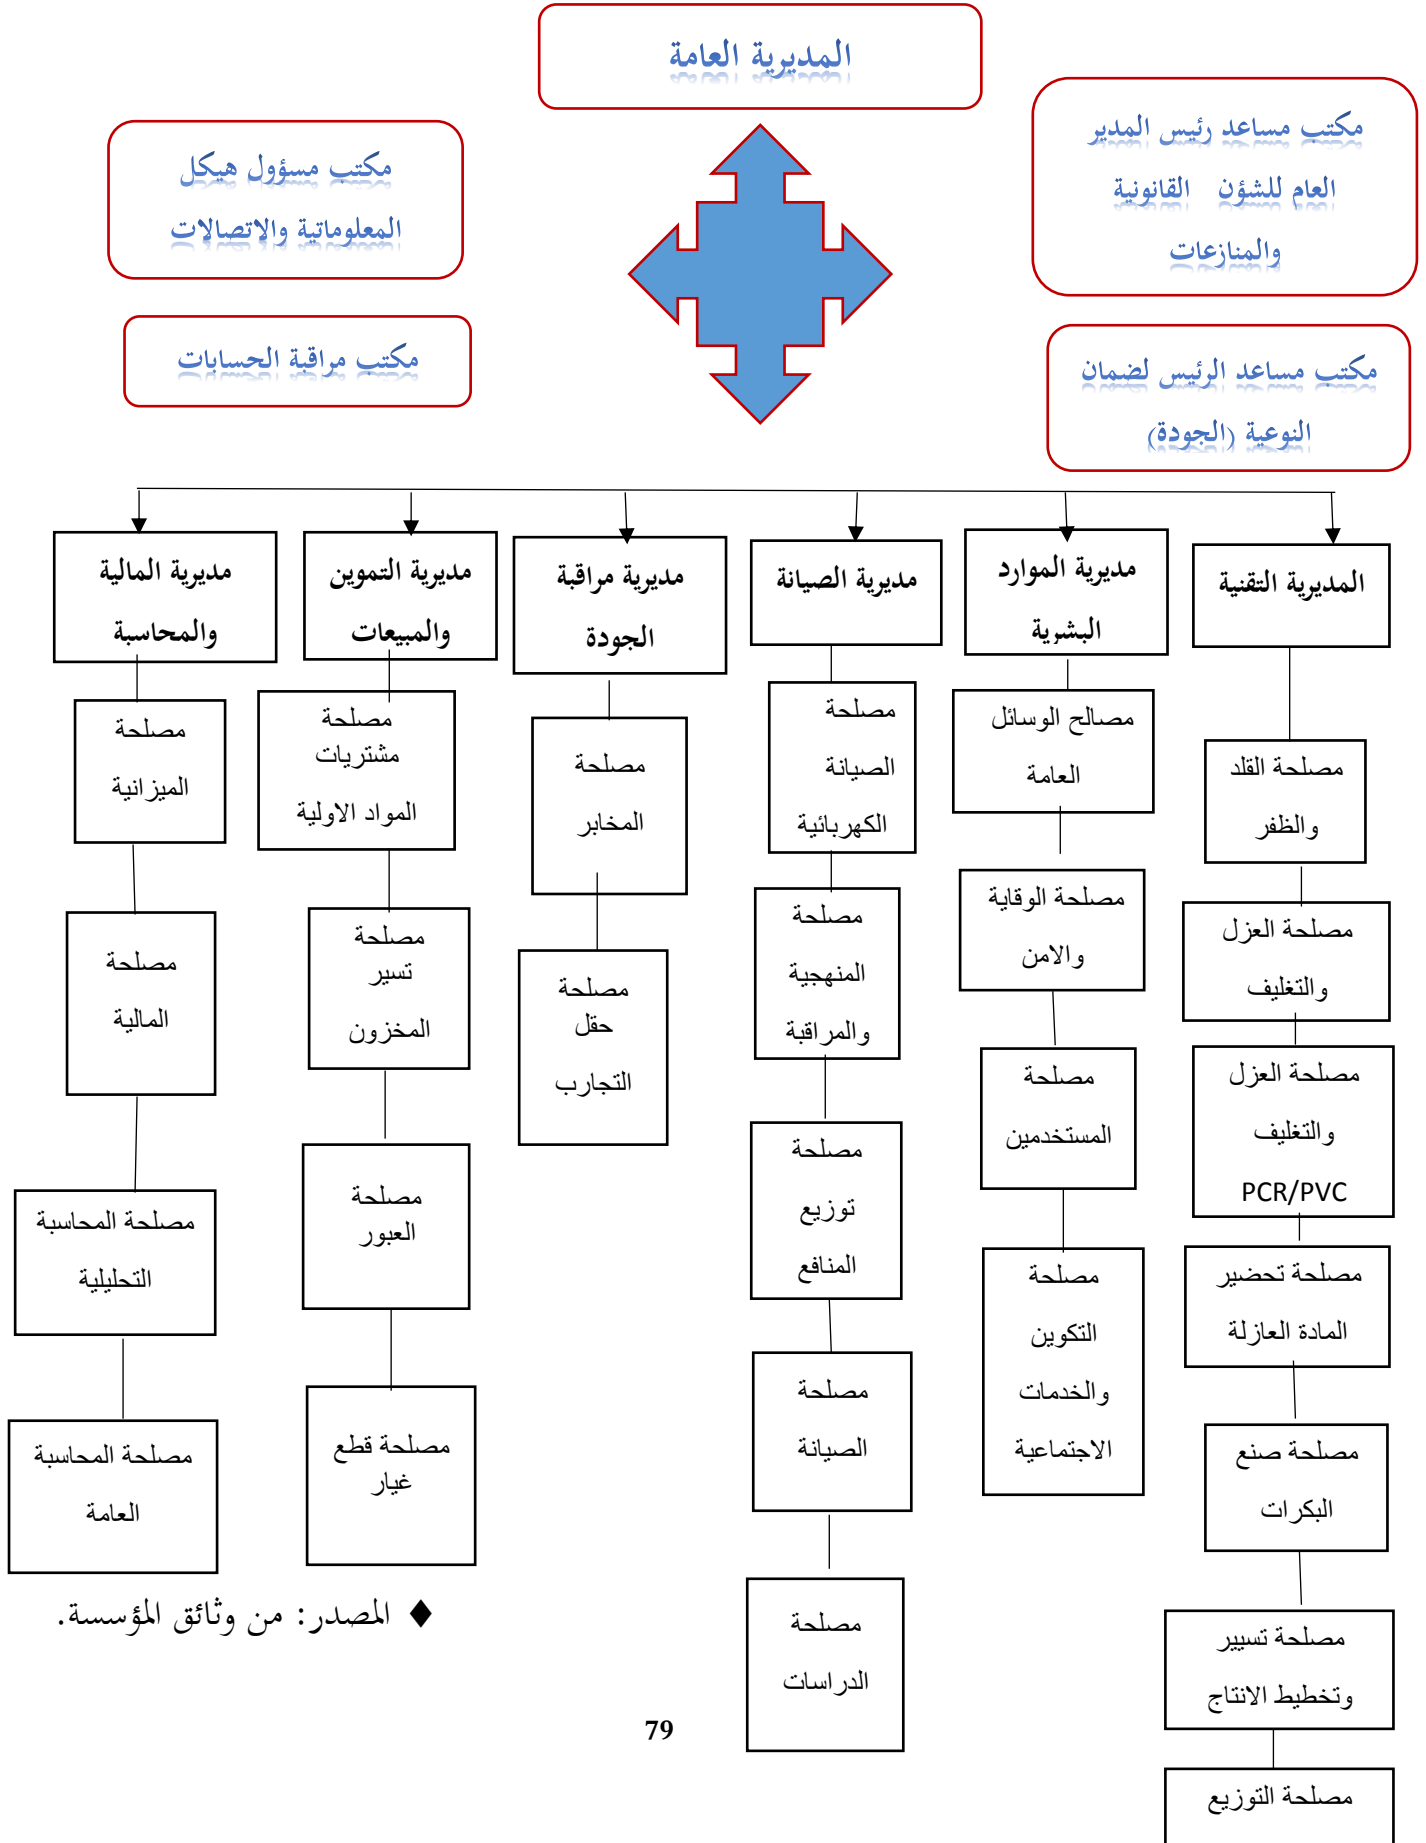 المديرية العامة
مكتب مساعد رئيس المدير
العام للشؤن القانونية
والمنازعات
مكتب مسؤول هيكل
المعلوماتية والاتصالات
مكتب مساعد الرئيس لضمان
النوعية (الجودة)
مكتب مراقبة الحسابات
المديرية التقنية
مصلحة القلد
والظفر
مصلحة العزل
والتغليف
مصلحة العزل
والتغليف
PCR/PVC
مصلحة تحضير
المادة العازلة
مصلحة صنع
البكرات
مصلحة تسيير
وتخطيط الانتاج
مصلحة التوزيع
مديرية الموارد
البشرية
مصالح الوسائل
العامة
مصلحة الوقاية
والامن
مصلحة
المستخدمين
مصلحة
التكوين
والخدمات
الاجتماعية
مديرية الصيانة
مصلحة
الصيانة
الكهربائية
مصلحة
المنهجية
والمراقبة
مصلحة
توزيع
المنافع
مصلحة
الصيانة
مصلحة
الدراسات
مديرية مراقبة
الجودة
مصلحة
المخابر
مصلحة
حقل
التجارب
مديرية التموين
والمبيعات
مصلحة
مشتريات
المواد الاولية
مصلحة
تسير
المخزون
مصلحة
العبور
مصلحة قطع
غيار
مديرية المالية
والمحاسبة
مصلحة
الميزانية
مصلحة
المالية
مصلحة المحاسبة
التحليلية
مصلحة المحاسبة
العامة
♦ المصدر: من وثائق المؤسسة.
79